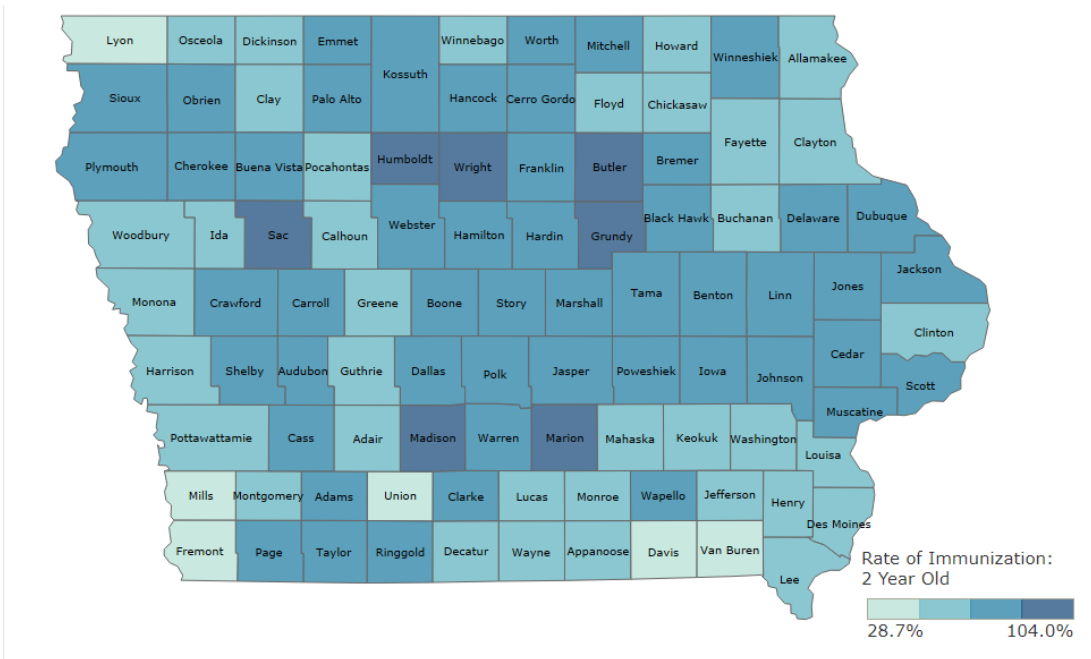 Lyon
Osceola
Dickinson
Emmet
Kossuth
Winnebago
Worth
Mitchell
Howard
Winneshiek
Allamakee
Sioux
Obrien
Clay
Palo Alto
Hancock
Cerro Gordo
Floyd
Chickasaw
Fayette
Clayton
Plymouth
Cherokee
Buena Vista
Pocahontas
Humboldt
Wright
Franklin
Butler
Bremer
Woodbury
Ida
Sac
Calhoun
Webster
Hamilton
Hardin
Grundy
Black Hawk
Buchanan
Delaware
Dubuque
Monona
Crawford
Carroll
Greene
Boone
Story
Marshall
Tama
Benton
Linn
Jones
Jackson
Clinton
Harrison
Shelby
Audubon
Guthrie
Dallas
Polk
Jasper
Poweshiek
Iowa
Johnson
Cedar
Scott
Muscatine
Pottawattamie
Cass
Adair
Madison
Warren
Marion
Mahaska
Keokuk
Washington
Louisa
Mills
Montgomery
Adams
Union
Clarke
Lucas
Monroe
Wapello
Jefferson
Henry
Des Moines
Fremont
Page
Taylor
Ringgold
Decatur
Wayne
Appanoose
Davis
Van Buren
Lee
Rate of Immunization:
2 Year Old
28.7% 104.0%